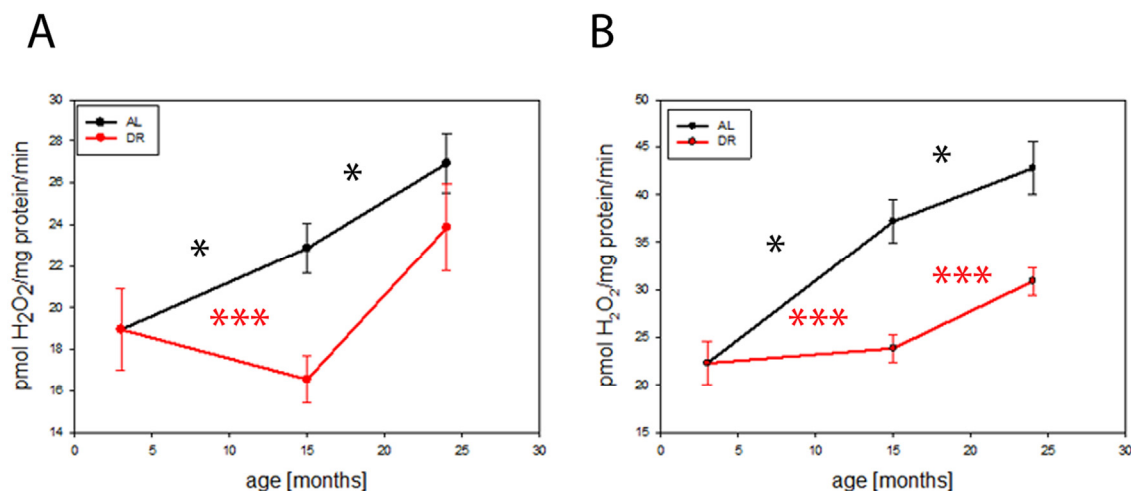 A
B
30
28
26
24
22
20
18
16
14
0 5 10 15 20 25 30
AL
DR
*
*
***
pmol H₂O₂/mg protein/min
age [months]
50
45
40
35
30
25
20
15
0 5 10 15 20 25 30
AL
DR
*
*
***
***
pmol H₂O₂/mg protein/min
age [months]